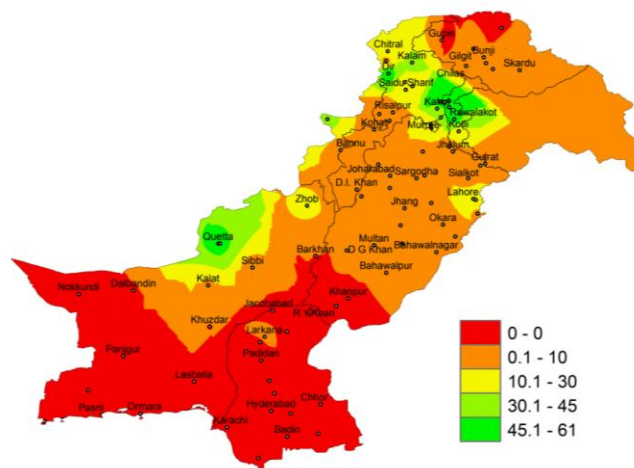 Chitral
Kalam
Gupis
Gilgit
Bunji
Skardu
Dir
Chilas
Saidu Sharif
Kakul
Rawalakot
Risalpur
Kohat
Kotli
Bannu
Jhalum
Gujrat
Joharabad
Sargodha
Sialkot
D.I. Khan
Lahore
Zhob
Jhang
Okara
Quetta
Multan
D G Khan
Bahawalnagar
Barkhan
Sibbi
Bahawalpur
Kalat
Nokkundi
Dalbandin
Khanpur
Jacobabad
R.Y.Khan
Khuzdar
Larkana
Panjgur
Padidan
Lasbella
Pasni
Ormara
Hyderabad
Chhor
Karachi
Badin
0 - 0
0.1 - 10
10.1 - 30
30.1 - 45
45.1 - 61